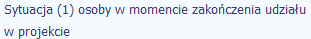 Sytuacja (1) osoby w momencie zakończenia udziału
w projekcie